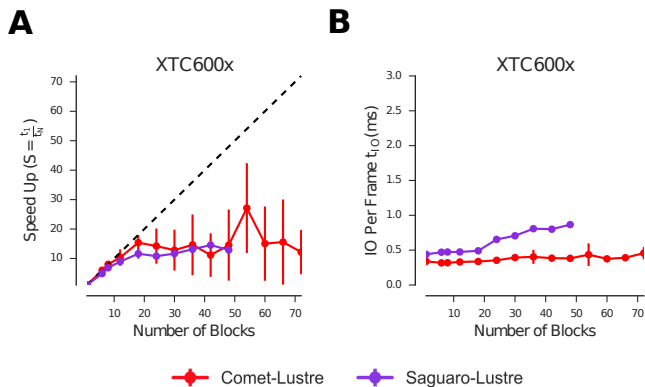 A
B
XTC600x
XTC600x
Speed Up (S = t₁/t_N)
70
60
50
40
30
20
10
10 20 30 40 50 60 70
Number of Blocks
IO Per Frame t_IO (ms)
3.0
2.5
2.0
1.5
1.0
0.5
0.0
10 20 30 40 50 60 70
Number of Blocks
Comet-Lustre
Saguaro-Lustre